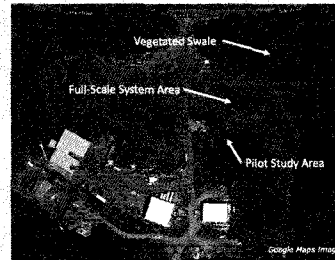 Vegetated Swale
Full-Scale System Area
Pilot Study Area
Google Maps Imag